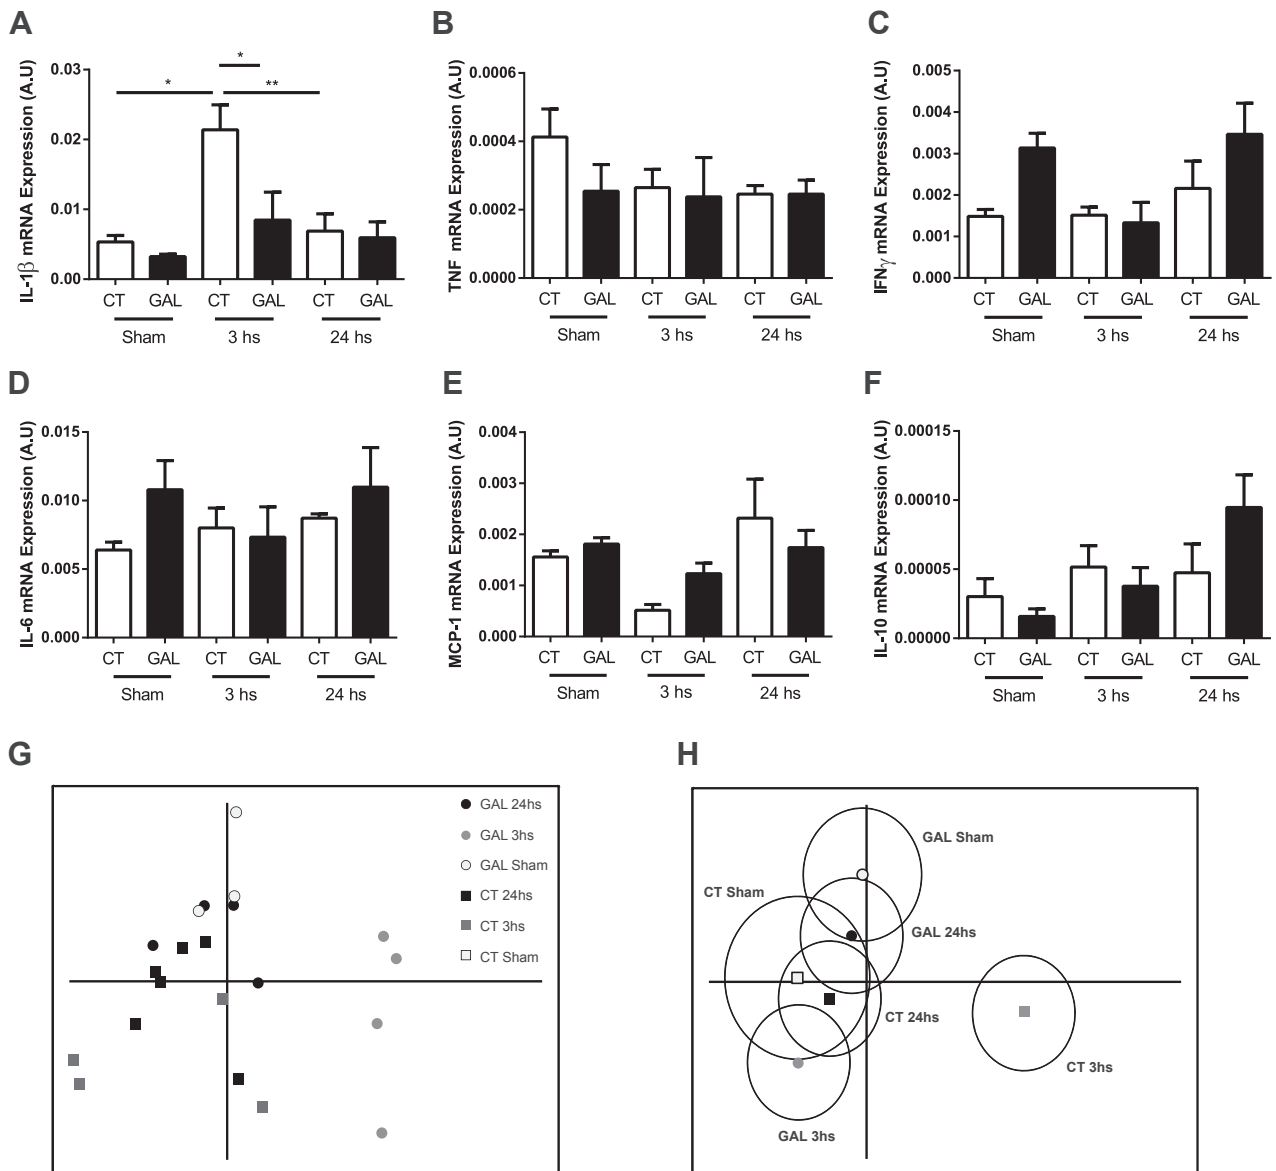 A
IL-1β mRNA Expression (A.U)
0.03
0.02
0.01
0.00
*
*
**
CT GAL CT GAL CT GAL
Sham 3 hs 24 hs
B
TNF mRNA Expression (A.U)
0.0006
0.0004
0.0002
0.0000
CT GAL CT GAL CT GAL
Sham 3 hs 24 hs
C
IFNγ mRNA Expression (A.U)
0.005
0.004
0.003
0.002
0.001
0.000
CT GAL CT GAL CT GAL
Sham 3 hs 24 hs
D
IL-6 mRNA Expression (A.U)
0.015
0.010
0.005
0.000
CT GAL CT GAL CT GAL
Sham 3 hs 24 hs
E
MCP-1 mRNA Expression (A.U)
0.004
0.003
0.002
0.001
0.000
CT GAL CT GAL CT GAL
Sham 3 hs 24 hs
F
IL-10 mRNA Expression (A.U)
0.00015
0.00010
0.00005
0.00000
CT GAL CT GAL CT GAL
Sham 3 hs 24 hs
G
GAL 24hs
GAL 3hs
GAL Sham
CT 24hs
CT 3hs
CT Sham
H
GAL Sham
CT Sham
GAL 24hs
CT 24hs
CT 3hs
GAL 3hs